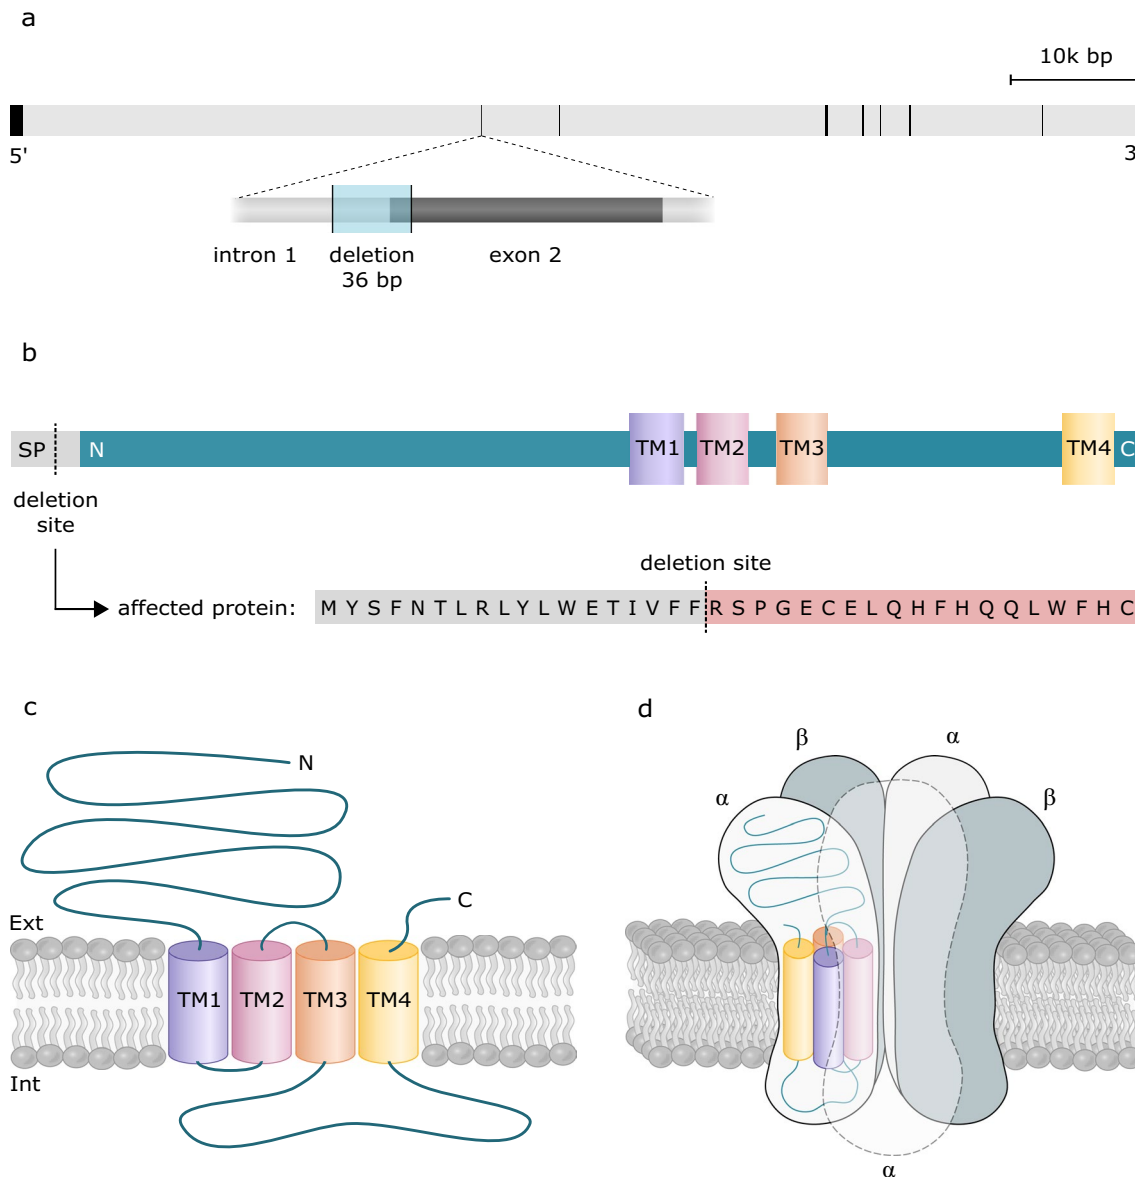 a
10k bp
5'
3
intron 1
deletion
36 bp
exon 2
b
SP
N
TM1
TM2
TM3
TM4
C
deletion
site
deletion site
affected protein:
M Y S F N T L R L Y L W E T I V F F R S P G E C E L Q H F H Q Q L W F H C
c
N
C
Ext
TM1
TM2
TM3
TM4
Int
d
β
α
α
β
α